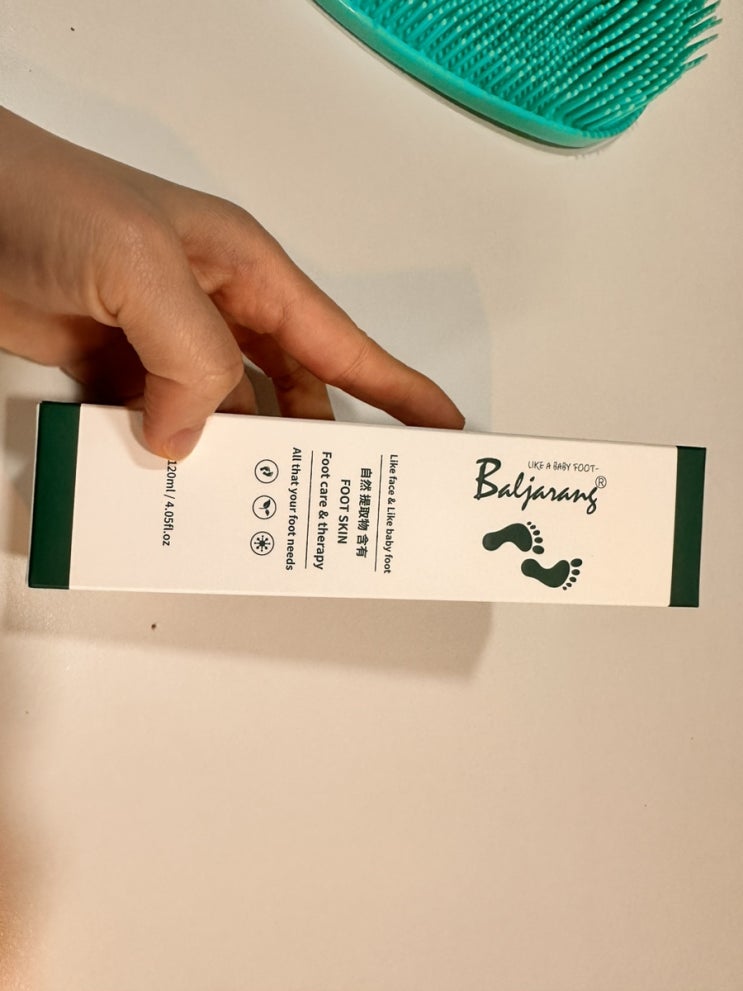 LIKE A BABY FOOT-
Baljarang®
Like face & Like baby foot
自然 提取物 含有
FOOT SKIN
Foot care & therapy
All that your foot needs
120ml / 4.05fl.oz